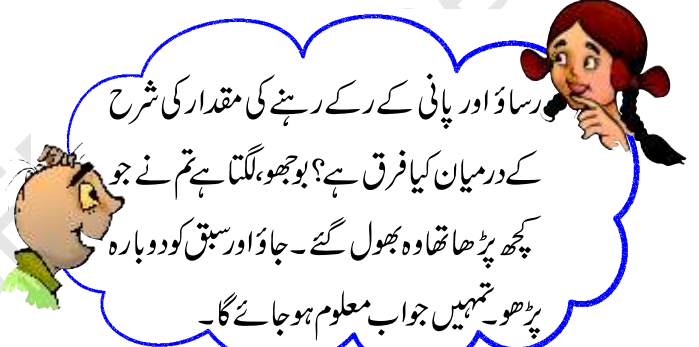 رساؤ اور پانی کے رکے رہنے کی مقدار کی شرح
کے درمیان کیا فرق ہے؟ بوجھو، لگتا ہے تم نے جو
کچھ پڑھا تھا وہ بھول گئے۔ جاؤ اور سبق کو دوبارہ
پڑھو۔ تمہیں جواب معلوم ہو جائے گا۔